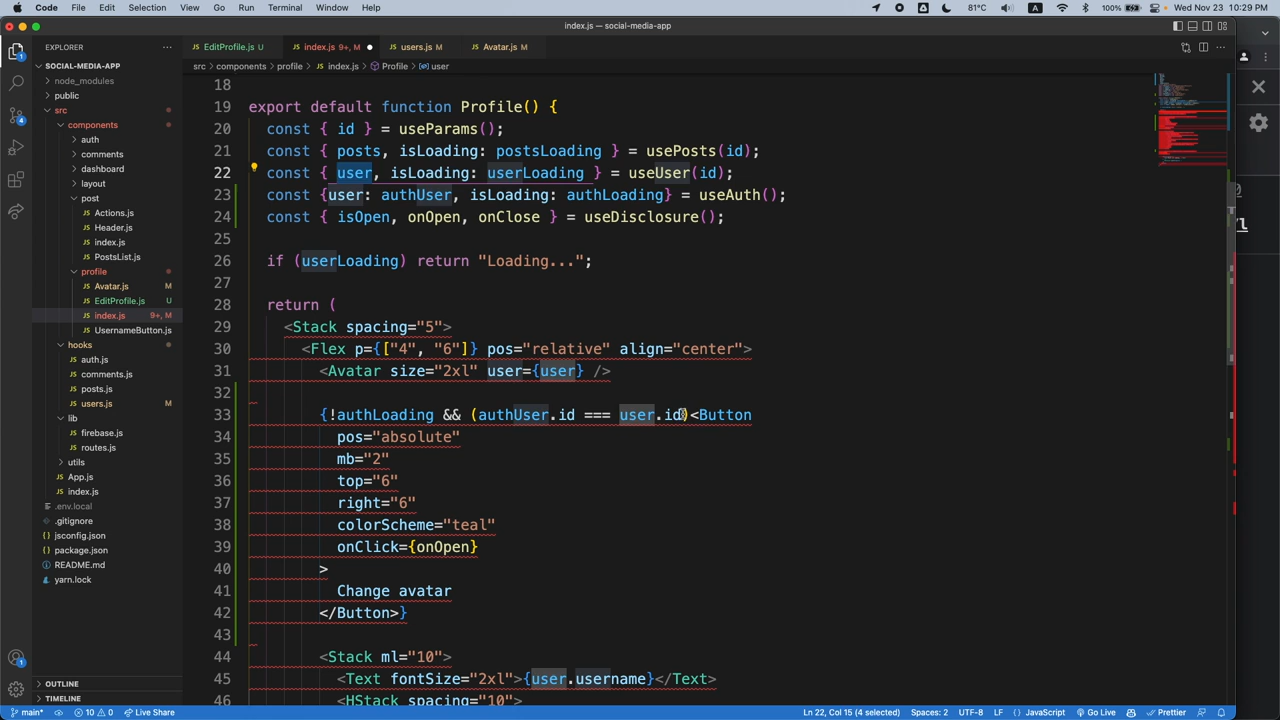 Code File Edit Selection View Go Run Terminal Window Help 81°C A 100% Wed Nov 23 10:29 PM
index.js — social-media-app
EXPLORER ···
EditProfile.js U
index.js 9+, M
users.js M
Avatar.js M
src > components > profile > index.js > Profile > user
SOCIAL-MEDIA-APP
node_modules
public
src
components
auth
comments
dashboard
layout
post
Actions.js
Header.js
index.js
PostsList.js
profile
Avatar.js M
EditProfile.js U
index.js 9+, M
UsernameButton.js
hooks
auth.js
comments.js
posts.js
users.js M
lib
firebase.js
routes.js
utils
App.js
index.js
.env.local
.gitignore
jsconfig.json
package.json
README.md
yarn.lock
OUTLINE
TIMELINE
18
19 export default function Profile() {
20 const { id } = useParams();
21 const { posts, isLoading: postsLoading } = usePosts(id);
22 const { user, isLoading: userLoading } = useUser(id);
23 const {user: authUser, isLoading: authLoading} = useAuth();
24 const { isOpen, onOpen, onClose } = useDisclosure();
25
26 if (userLoading) return "Loading...";
27
28 return (
29 <Stack spacing="5">
30 <Flex p={["4", "6"]} pos="relative" align="center">
31 <Avatar size="2xl" user={user} />
32
33 {!authLoading && (authUser.id === user.id)<Button
34 pos="absolute"
35 mb="2"
36 top="6"
37 right="6"
38 colorScheme="teal"
39 onClick={onOpen}
40 >
41 Change avatar
42 </Button>}
43
44 <Stack ml="10">
45 <Text fontSize="2xl">{user.username}</Text>
46 <HStack spacing="10">
1
4
1
main* 10 0 Live Share Ln 22, Col 15 (4 selected) Spaces: 2 UTF-8 LF {} JavaScript Go Live Prettier